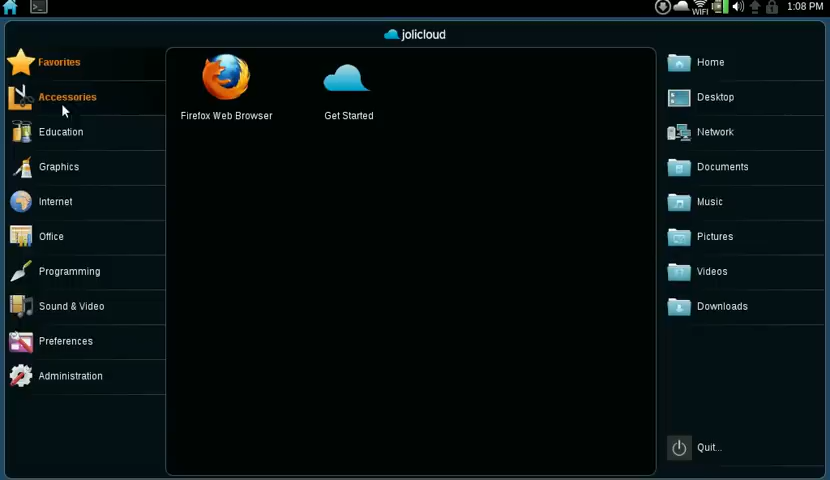 WIFI
1:08 PM
jolicloud
Favorites
Accessories
Education
Graphics
Internet
Office
Programming
Sound & Video
Preferences
Administration
Firefox Web Browser
Get Started
Home
Desktop
Network
Documents
Music
Pictures
Videos
Downloads
Quit...